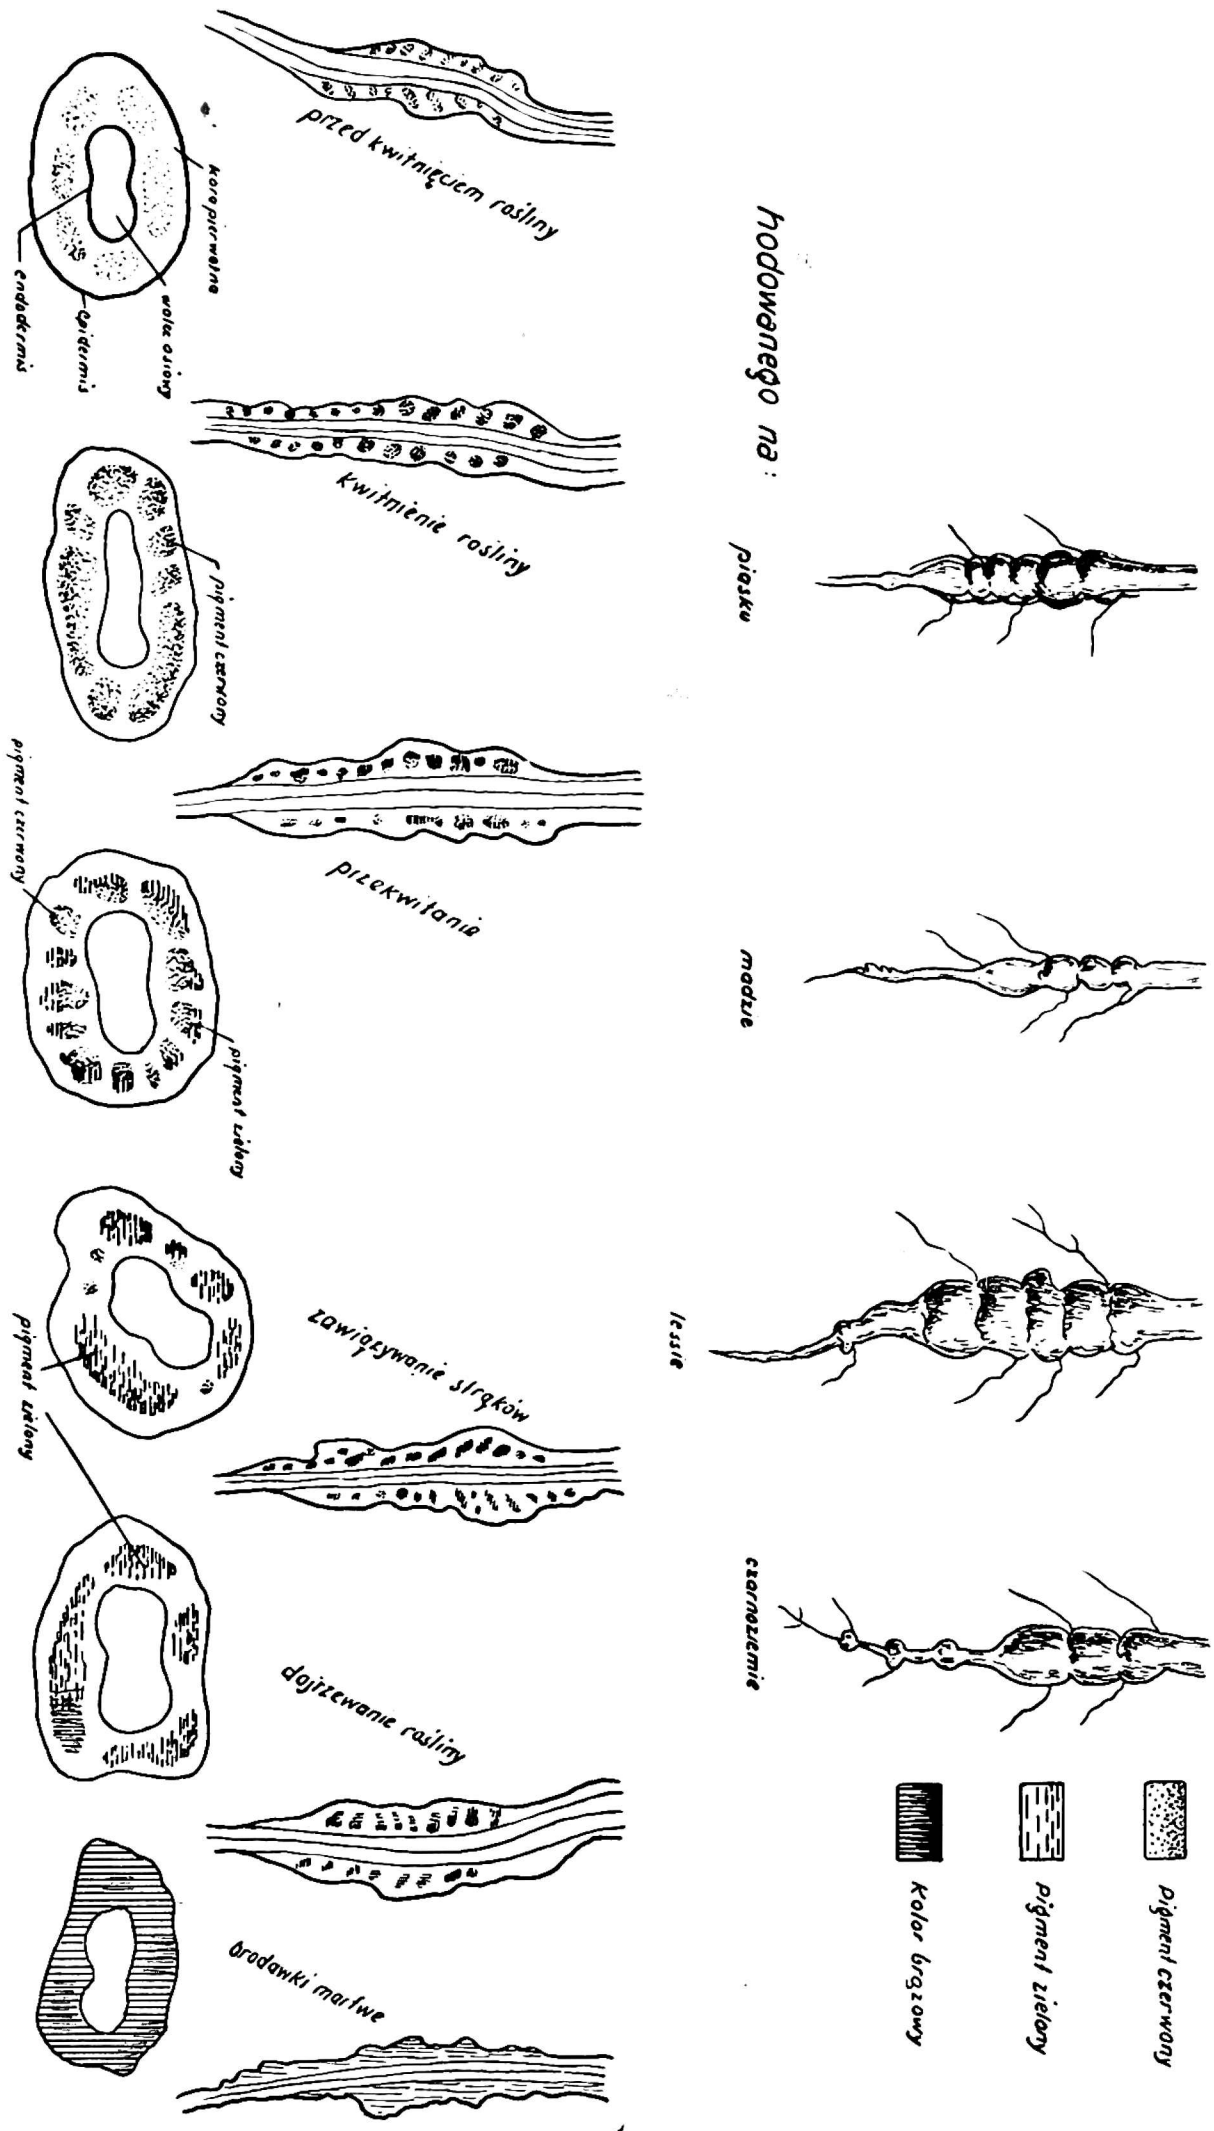 hodowanego na:
piasku
madzie
lessie
czarnoziemie
pigment czerwony
pigment zielony
Kolor brązowy
przed kwitnięciem rośliny
kwitnienie rośliny
przekwitanie
zawiązywanie strąków
dojrzewanie rośliny
brodawki martwe
kora pierwotna
walec osiowy
epidermis
endodermis
pigment czerwony
pigment czerwony
pigment zielony
pigment zielony